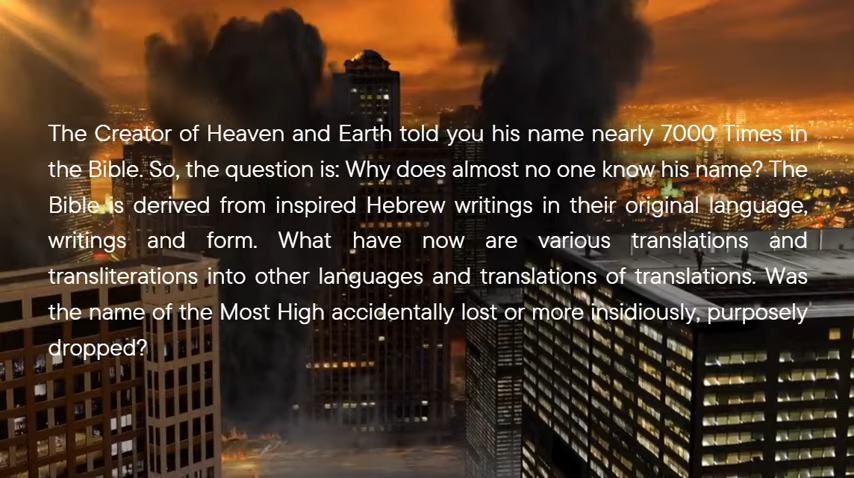 The Creator of Heaven and Earth told you his name nearly 7000 Times in
the Bible. So, the question is: Why does almost no one know his name? The
Bible is derived from inspired Hebrew writings in their original language,
writings and form. What have now are various translations and
transliterations into other languages and translations of translations. Was
the name of the Most High accidentally lost or more insidiously, purposely
dropped?